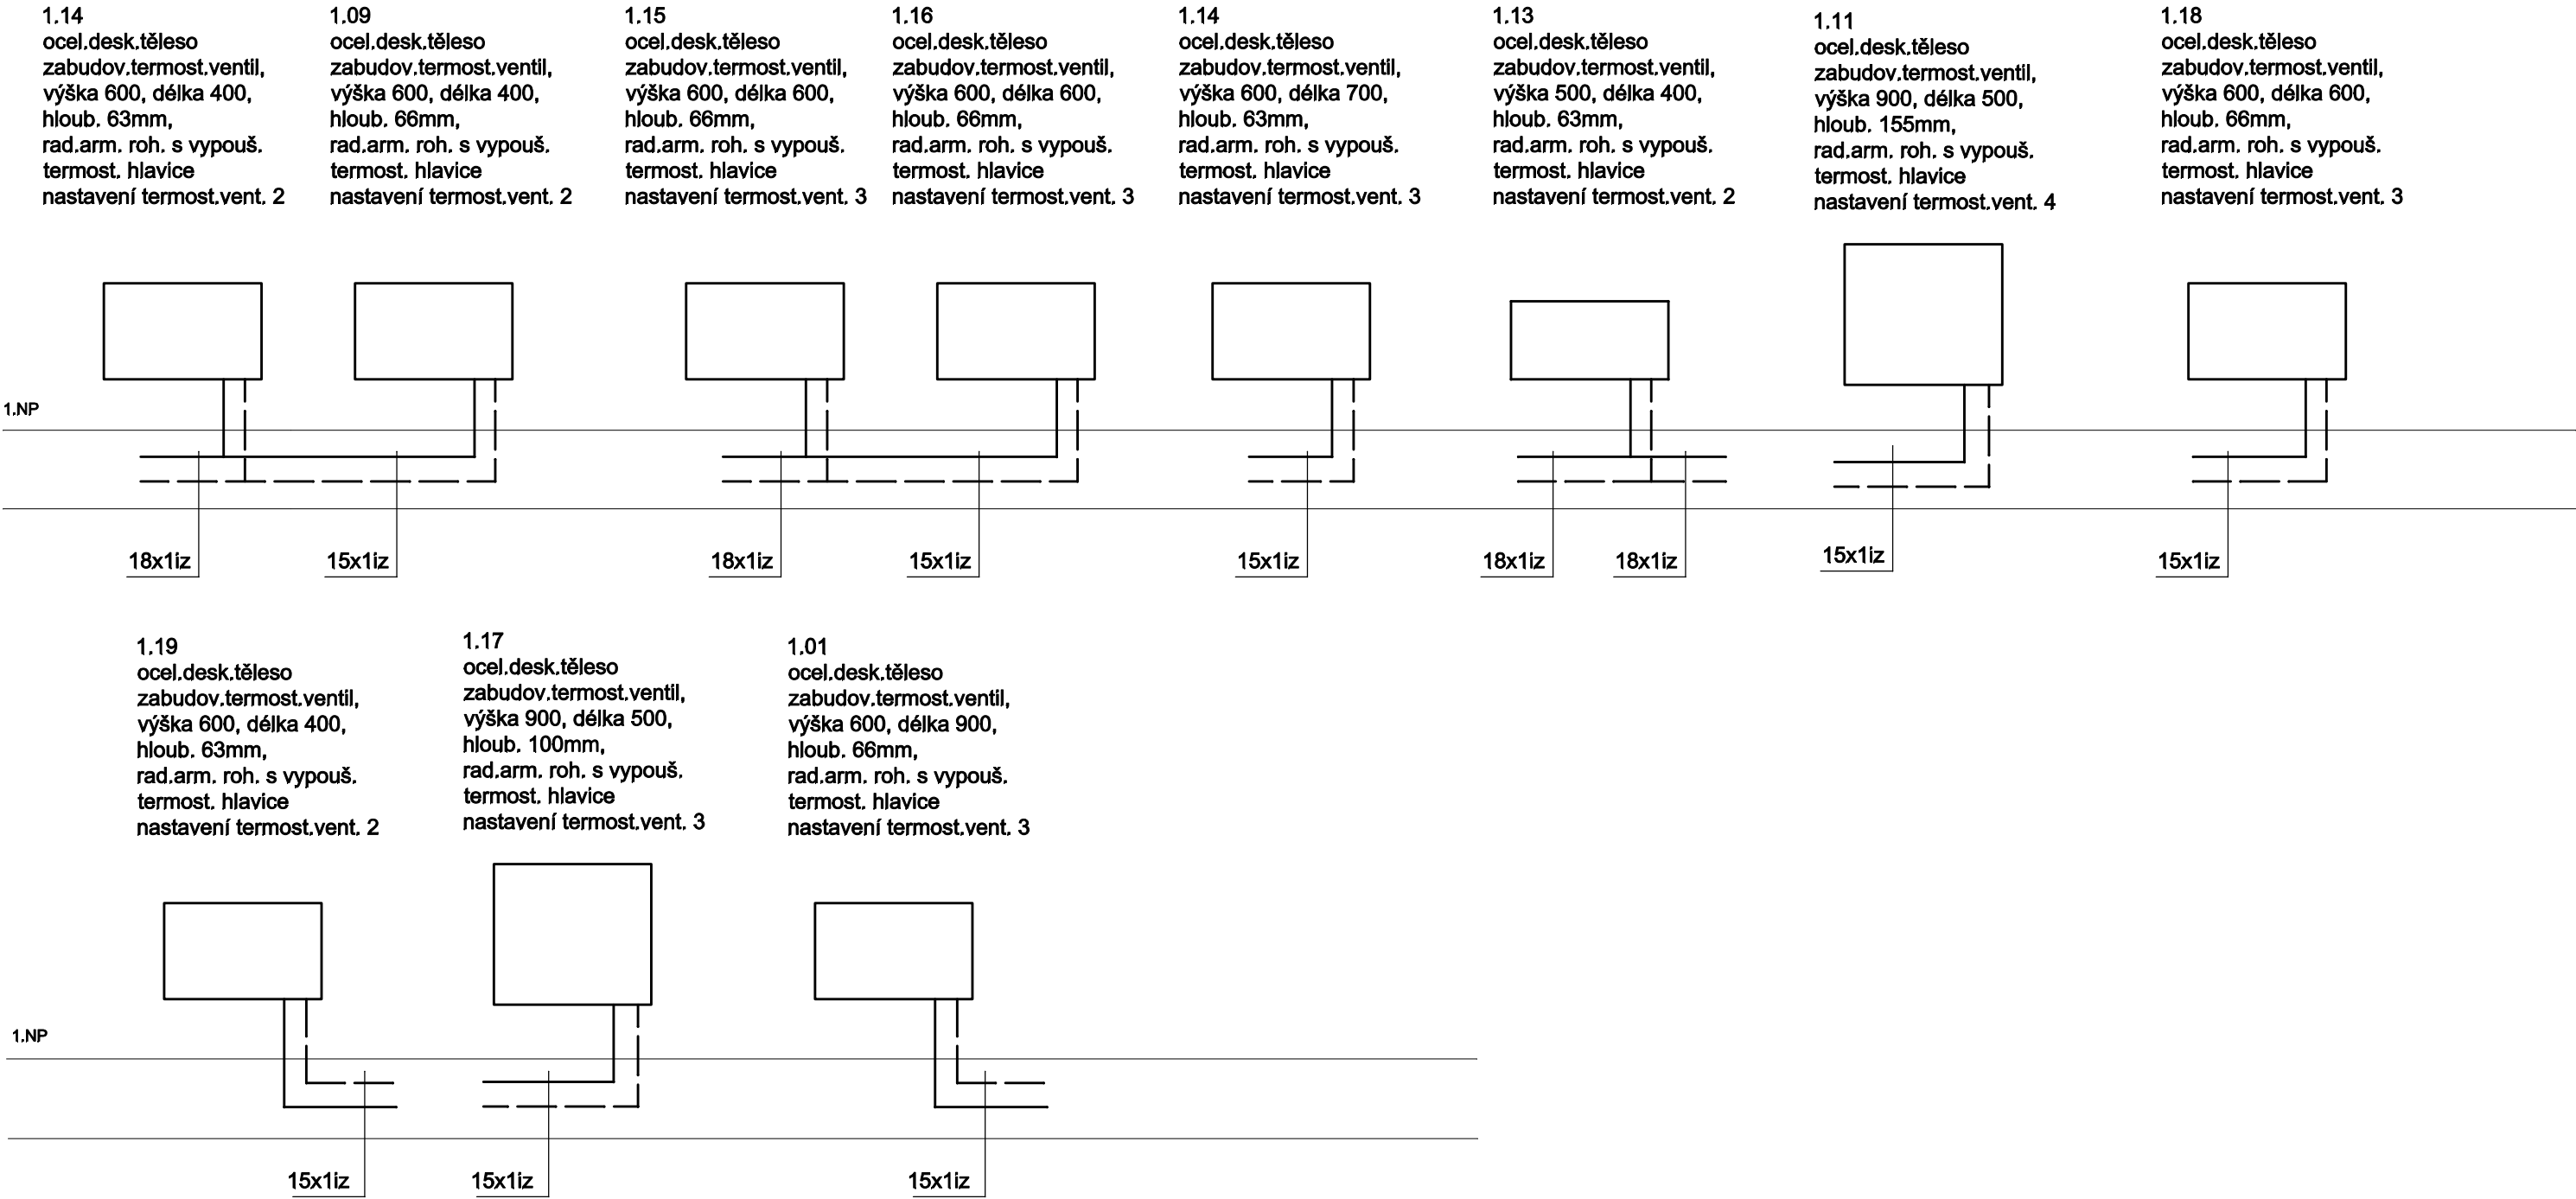 1.14
ocel.desk.těleso
zabudov.termost.ventil,
výška 600, délka 400,
hloub. 63mm,
rad.arm. roh. s vypouš.
termost. hlavice
nastavení termost.vent. 2
1.09
ocel.desk.těleso
zabudov.termost.ventil,
výška 600, délka 400,
hloub. 66mm,
rad.arm. roh. s vypouš.
termost. hlavice
nastavení termost.vent. 2
1.15
ocel.desk.těleso
zabudov.termost.ventil,
výška 600, délka 600,
hloub. 66mm,
rad.arm. roh. s vypouš.
termost. hlavice
nastavení termost.vent. 3
1.16
ocel.desk.těleso
zabudov.termost.ventil,
výška 600, délka 600,
hloub. 66mm,
rad.arm. roh. s vypouš.
termost. hlavice
nastavení termost.vent. 3
1.14
ocel.desk.těleso
zabudov.termost.ventil,
výška 600, délka 700,
hloub. 63mm,
rad.arm. roh. s vypouš.
termost. hlavice
nastavení termost.vent. 3
1.13
ocel.desk.těleso
zabudov.termost.ventil,
výška 500, délka 400,
hloub. 63mm,
rad.arm. roh. s vypouš.
termost. hlavice
nastavení termost.vent. 2
1.11
ocel.desk.těleso
zabudov.termost.ventil,
výška 900, délka 500,
hloub. 155mm,
rad.arm. roh. s vypouš.
termost. hlavice
nastavení termost.vent. 4
1.18
ocel.desk.těleso
zabudov.termost.ventil,
výška 600, délka 600,
hloub. 66mm,
rad.arm. roh. s vypouš.
termost. hlavice
nastavení termost.vent. 3
1.NP
18x1iz
15x1iz
18x1iz
15x1iz
15x1iz
18x1iz
18x1iz
15x1iz
15x1iz
1.19
ocel.desk.těleso
zabudov.termost.ventil,
výška 600, délka 400,
hloub. 63mm,
rad.arm. roh. s vypouš.
termost. hlavice
nastavení termost.vent. 2
1.17
ocel.desk.těleso
zabudov.termost.ventil,
výška 900, délka 500,
hloub. 100mm,
rad.arm. roh. s vypouš.
termost. hlavice
nastavení termost.vent. 3
1.01
ocel.desk.těleso
zabudov.termost.ventil,
výška 600, délka 900,
hloub. 66mm,
rad.arm. roh. s vypouš.
termost. hlavice
nastavení termost.vent. 3
1.NP
15x1iz
15x1iz
15x1iz